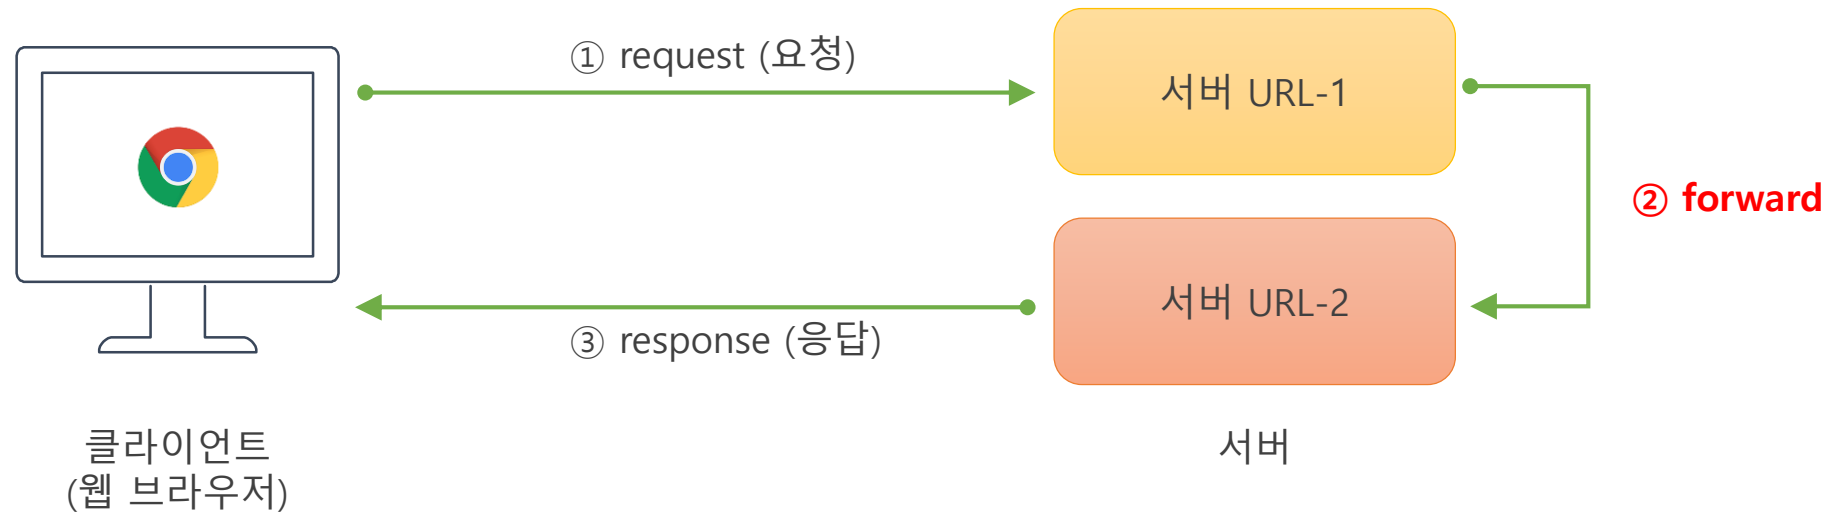 ① request (요청)
서버 URL-1
② forward
서버 URL-2
③ response (응답)
클라이언트
(웹 브라우저)
서버